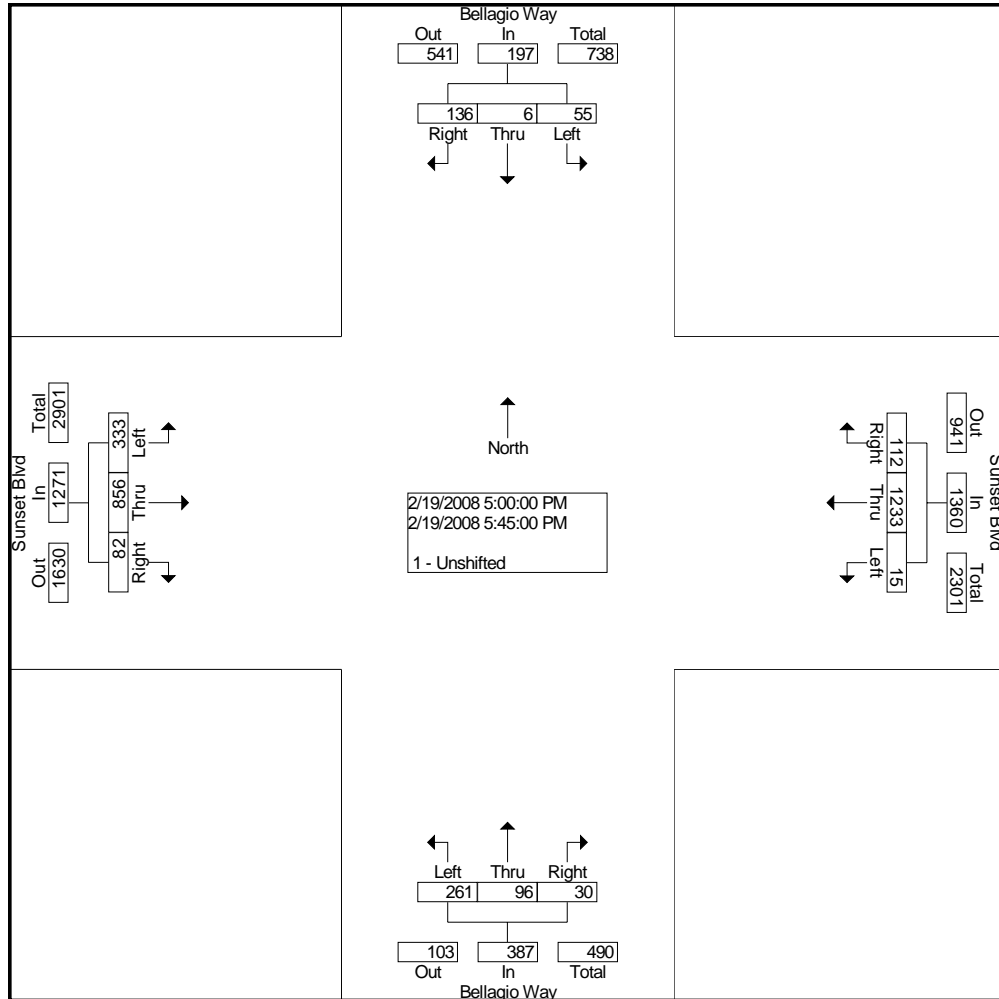 Bellagio Way
Out In Total
541 197 738
136 6 55
Right Thru Left
Sunset Blvd
Total In Out
2901 1271 1630
333 856 82
Left Thru Right
North
2/19/2008 5:00:00 PM
2/19/2008 5:45:00 PM
1 - Unshifted
Right Thru Left
112 1233 15
Out In Total
941 1360 2301
Sunset Blvd
Left Thru Right
261 96 30
103 387 490
Out In Total
Bellagio Way